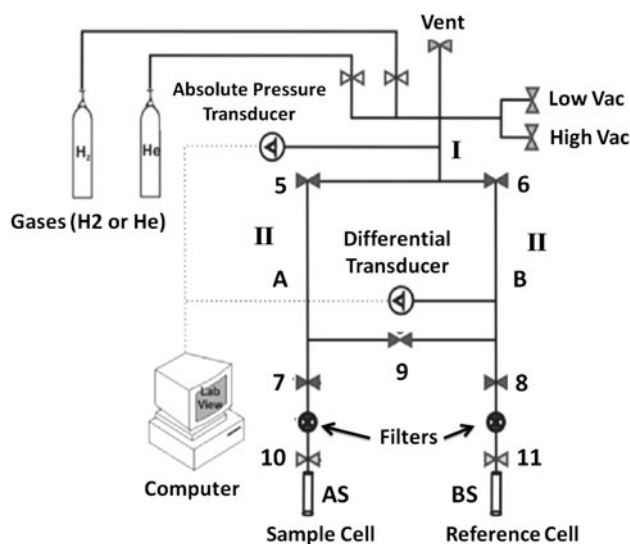 Vent
Absolute Pressure
Transducer
Low Vac
High Vac
I
H2
He
Gases (H2 or He)
5
6
II
II
Differential
Transducer
A
B
9
7
8
Lab
View
Filters
10
11
Computer
AS
BS
Sample Cell
Reference Cell